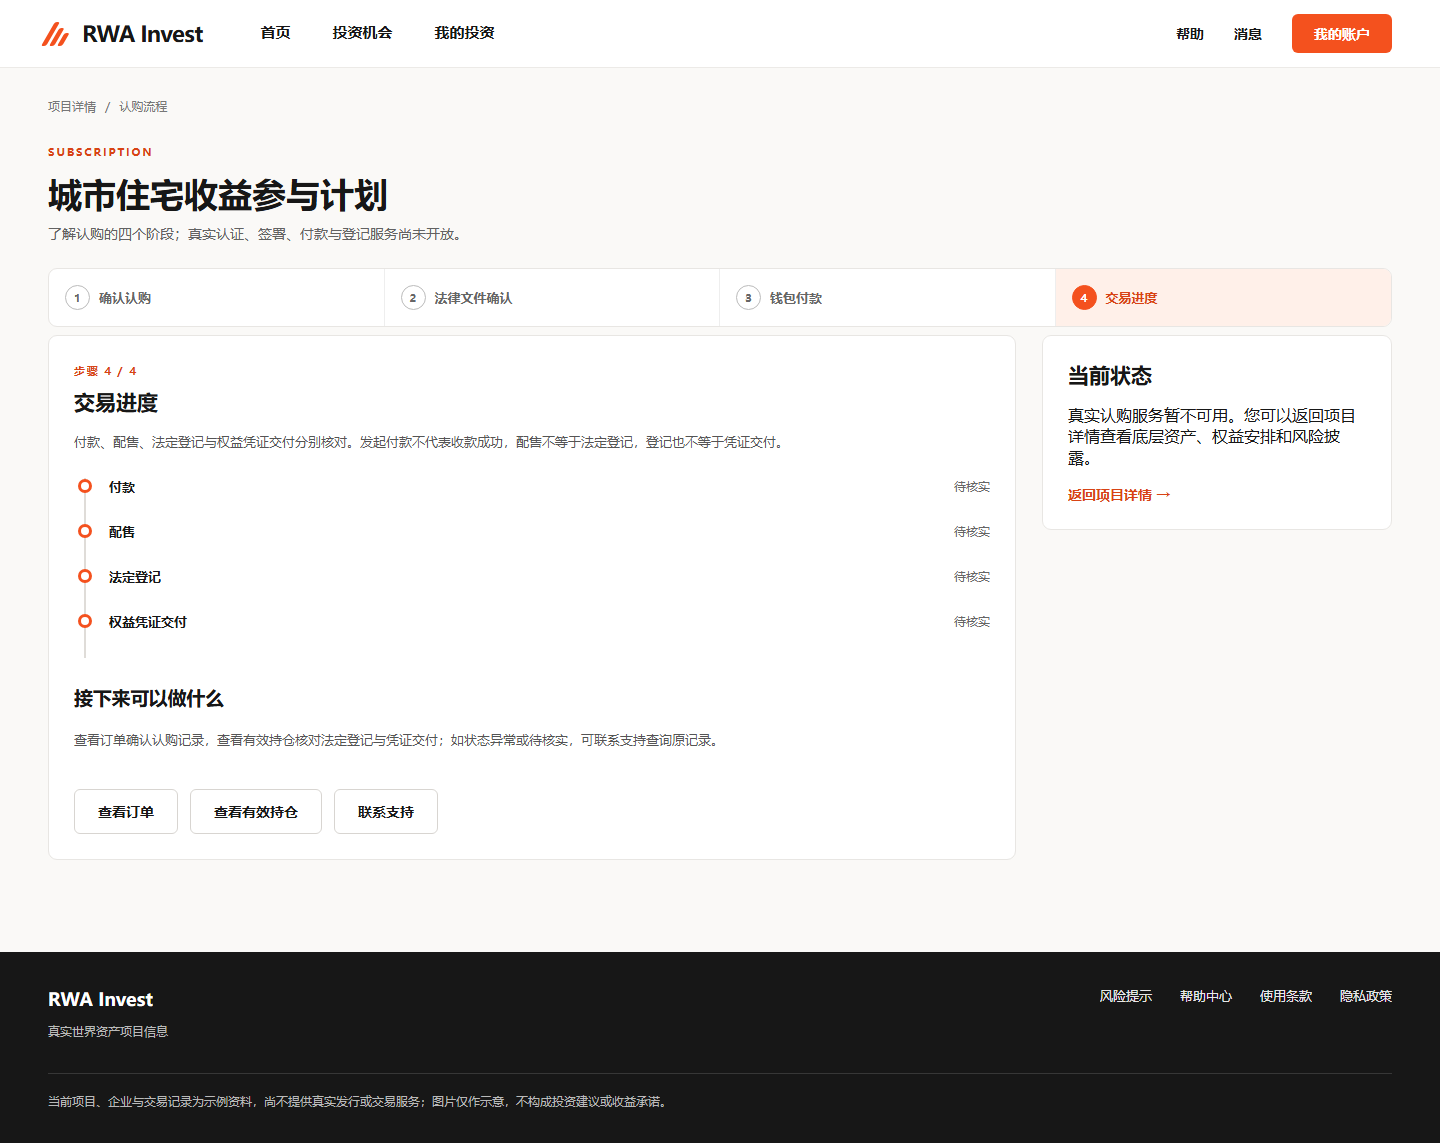 RWA Invest
首页
投资机会
我的投资
帮助
消息
我的账户
项目详情 / 认购流程
SUBSCRIPTION
城市住宅收益参与计划
了解认购的四个阶段；真实认证、签署、付款与登记服务尚未开放。
1 确认认购
2 法律文件确认
3 钱包付款
4 交易进度
步骤 4 / 4
交易进度
付款、配售、法定登记与权益凭证交付分别核对。发起付款不代表收款成功，配售不等于法定登记，登记也不等于凭证交付。
付款 待核实
配售 待核实
法定登记 待核实
权益凭证交付 待核实
接下来可以做什么
查看订单确认认购记录，查看有效持仓核对法定登记与凭证交付；如状态异常或待核实，可联系支持查询原记录。
查看订单
查看有效持仓
联系支持
当前状态
真实认购服务暂不可用。您可以返回项目
详情查看底层资产、权益安排和风险披
露。
返回项目详情 →
RWA Invest
真实世界资产项目信息
风险提示
帮助中心
使用条款
隐私政策
当前项目、企业与交易记录为示例资料，尚不提供真实发行或交易服务；图片仅作示意，不构成投资建议或收益承诺。